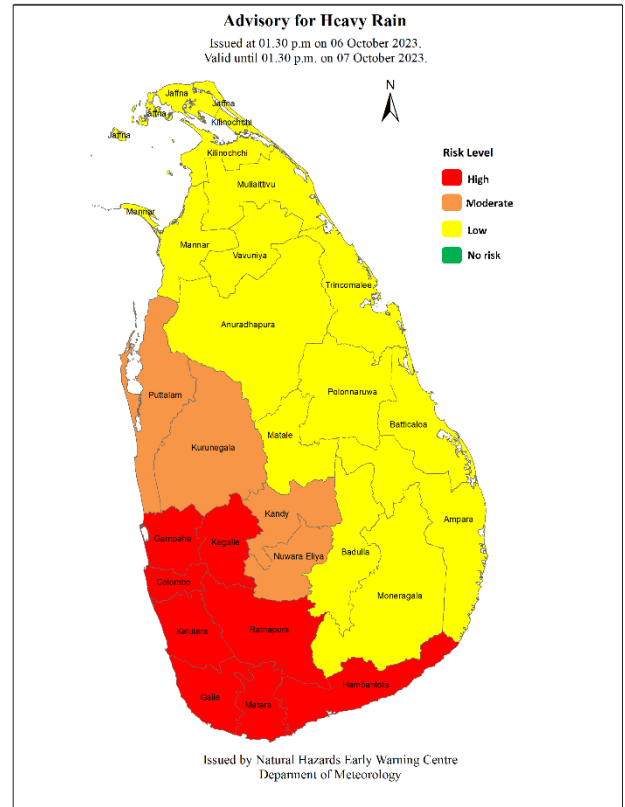 Advisory for Heavy Rain
Issued at 01.30 p.m on 06 October 2023.
Valid until 01.30 p.m. on 07 October 2023.
N
Jaffna
Jaffna
Jaffna
Kilinochchi
Jaffna
Kilinochchi
Mullaittivu
Mannar
Mannar
Vavuniya
Trincomalee
Anuradhapura
Puttalam
Polonnaruwa
Batticaloa
Kurunegala
Matale
Kandy
Ampara
Gampaha
Kegalle
Nuwara Eliya
Badulla
Colombo
Moneragala
Kalutara
Ratnapura
Hambantota
Galle
Matara
Risk Level
High
Moderate
Low
No risk
Issued by Natural Hazards Early Warning Centre
Deparment of Meteorology